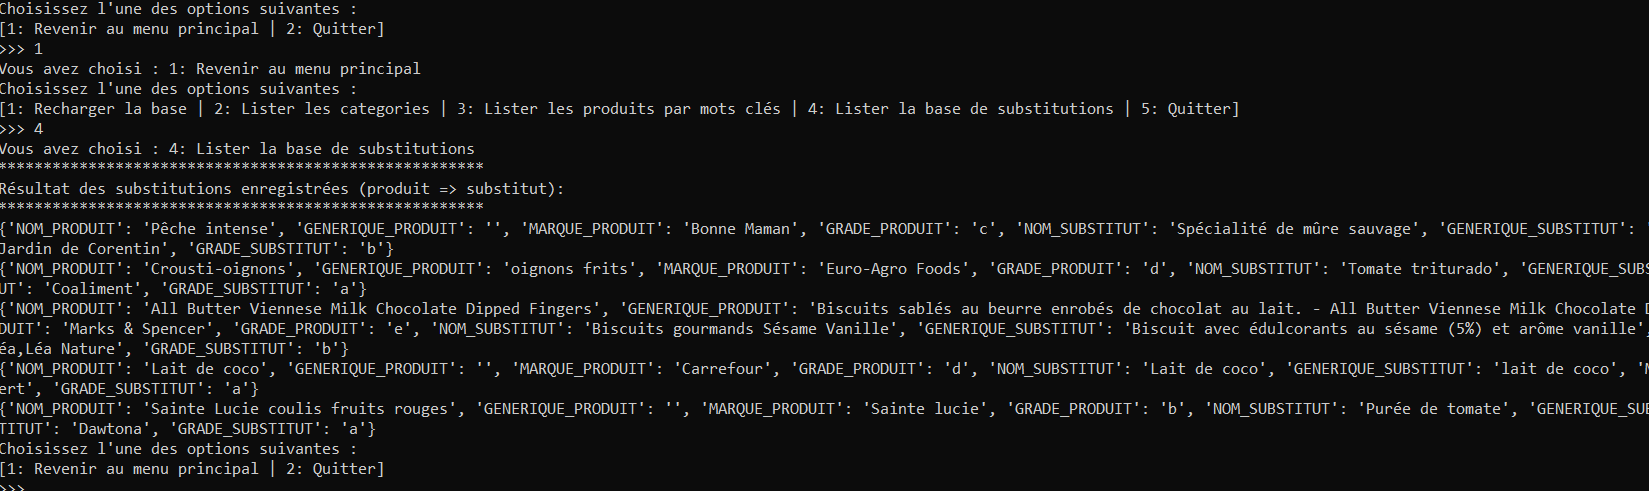 Choisissez l'une des options suivantes :
[1: Revenir au menu principal | 2: Quitter]
>>> 1
Vous avez choisi : 1: Revenir au menu principal
Choisissez l'une des options suivantes :
[1: Recharger la base | 2: Lister les categories | 3: Lister les produits par mots clés | 4: Lister la base de substitutions | 5: Quitter]
>>> 4
Vous avez choisi : 4: Lister la base de substitutions
******************************************************
Résultat des substitutions enregistrées (produit => substitut):
******************************************************
{'NOM_PRODUIT': 'Pêche intense', 'GENERIQUE_PRODUIT': '', 'MARQUE_PRODUIT': 'Bonne Maman', 'GRADE_PRODUIT': 'c', 'NOM_SUBSTITUT': 'Spécialité de mûre sauvage', 'GENERIQUE_SUBSTITUT': '
Jardin de Corentin', 'GRADE_SUBSTITUT': 'b'}
{'NOM_PRODUIT': 'Crousti-oignons', 'GENERIQUE_PRODUIT': 'oignons frits', 'MARQUE_PRODUIT': 'Euro-Agro Foods', 'GRADE_PRODUIT': 'd', 'NOM_SUBSTITUT': 'Tomate triturado', 'GENERIQUE_SUBS
UT': 'Coaliment', 'GRADE_SUBSTITUT': 'a'}
{'NOM_PRODUIT': 'All Butter Viennese Milk Chocolate Dipped Fingers', 'GENERIQUE_PRODUIT': 'Biscuits sablés au beurre enrobés de chocolat au lait. - All Butter Viennese Milk Chocolate D
DUIT': 'Marks & Spencer', 'GRADE_PRODUIT': 'e', 'NOM_SUBSTITUT': 'Biscuits gourmands Sésame Vanille', 'GENERIQUE_SUBSTITUT': 'Biscuit avec édulcorants au sésame (5%) et arôme vanille',
éa,Léa Nature', 'GRADE_SUBSTITUT': 'b'}
{'NOM_PRODUIT': 'Lait de coco', 'GENERIQUE_PRODUIT': '', 'MARQUE_PRODUIT': 'Carrefour', 'GRADE_PRODUIT': 'd', 'NOM_SUBSTITUT': 'Lait de coco', 'GENERIQUE_SUBSTITUT': 'lait de coco', 'M
ert', 'GRADE_SUBSTITUT': 'a'}
{'NOM_PRODUIT': 'Sainte Lucie coulis fruits rouges', 'GENERIQUE_PRODUIT': '', 'MARQUE_PRODUIT': 'Sainte lucie', 'GRADE_PRODUIT': 'b', 'NOM_SUBSTITUT': 'Purée de tomate', 'GENERIQUE_SUB
TITUT': 'Dawtona', 'GRADE_SUBSTITUT': 'a'}
Choisissez l'une des options suivantes :
[1: Revenir au menu principal | 2: Quitter]
>>>